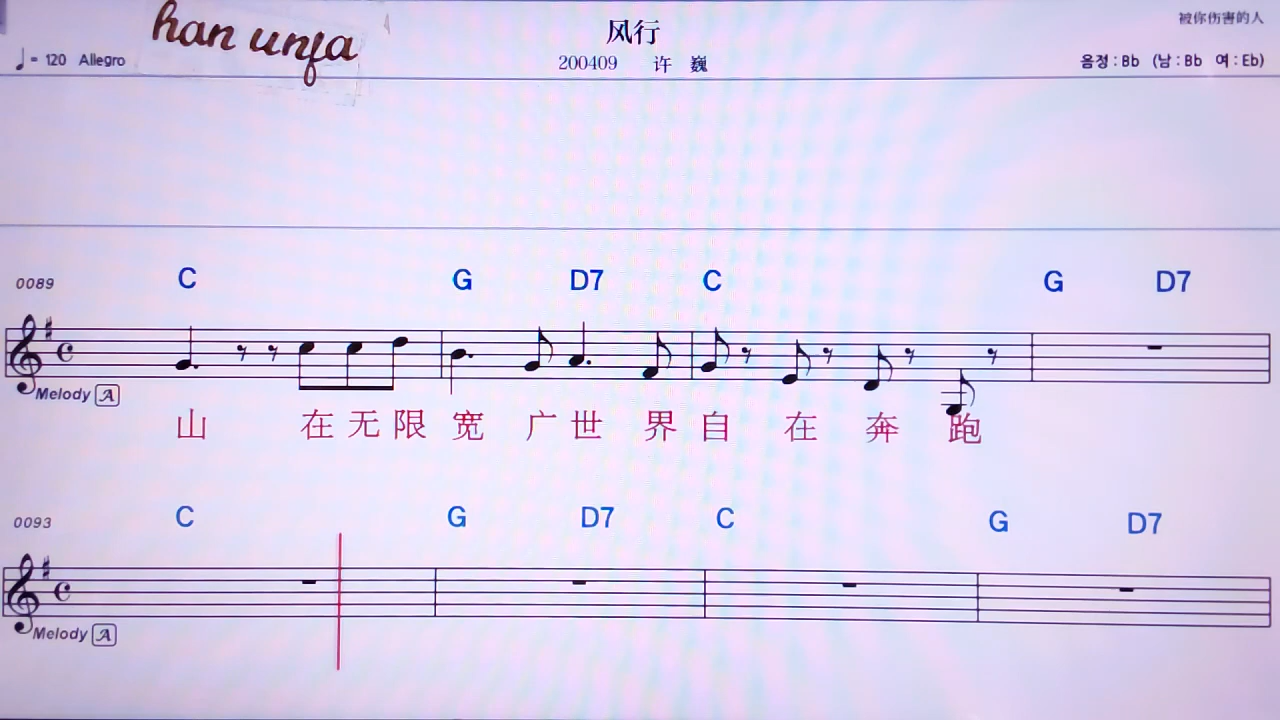 han unfa
风行
被你伤害的人
♩= 120 Allegro
200409 许 巍
음정 : Bb (남 : Bb 여 : Eb)
0089
C G D7 C G D7
Melody A
山 在 无 限 宽 广 世 界 自 在 奔 跑
0093
C G D7 C G D7
Melody A